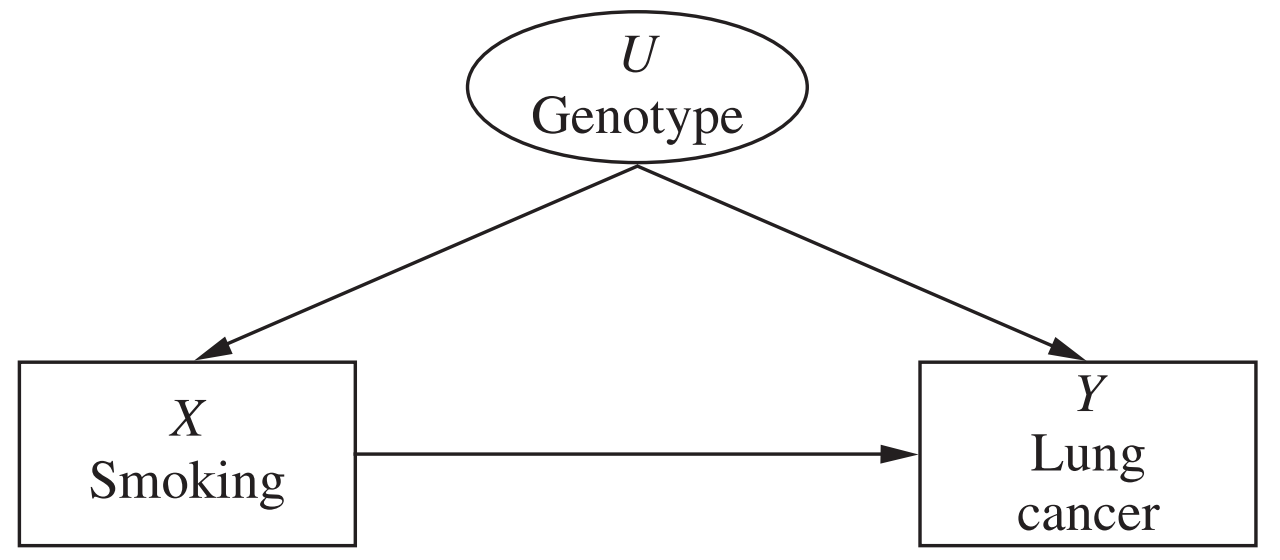 U
Genotype
X
Smoking
Y
Lung
cancer